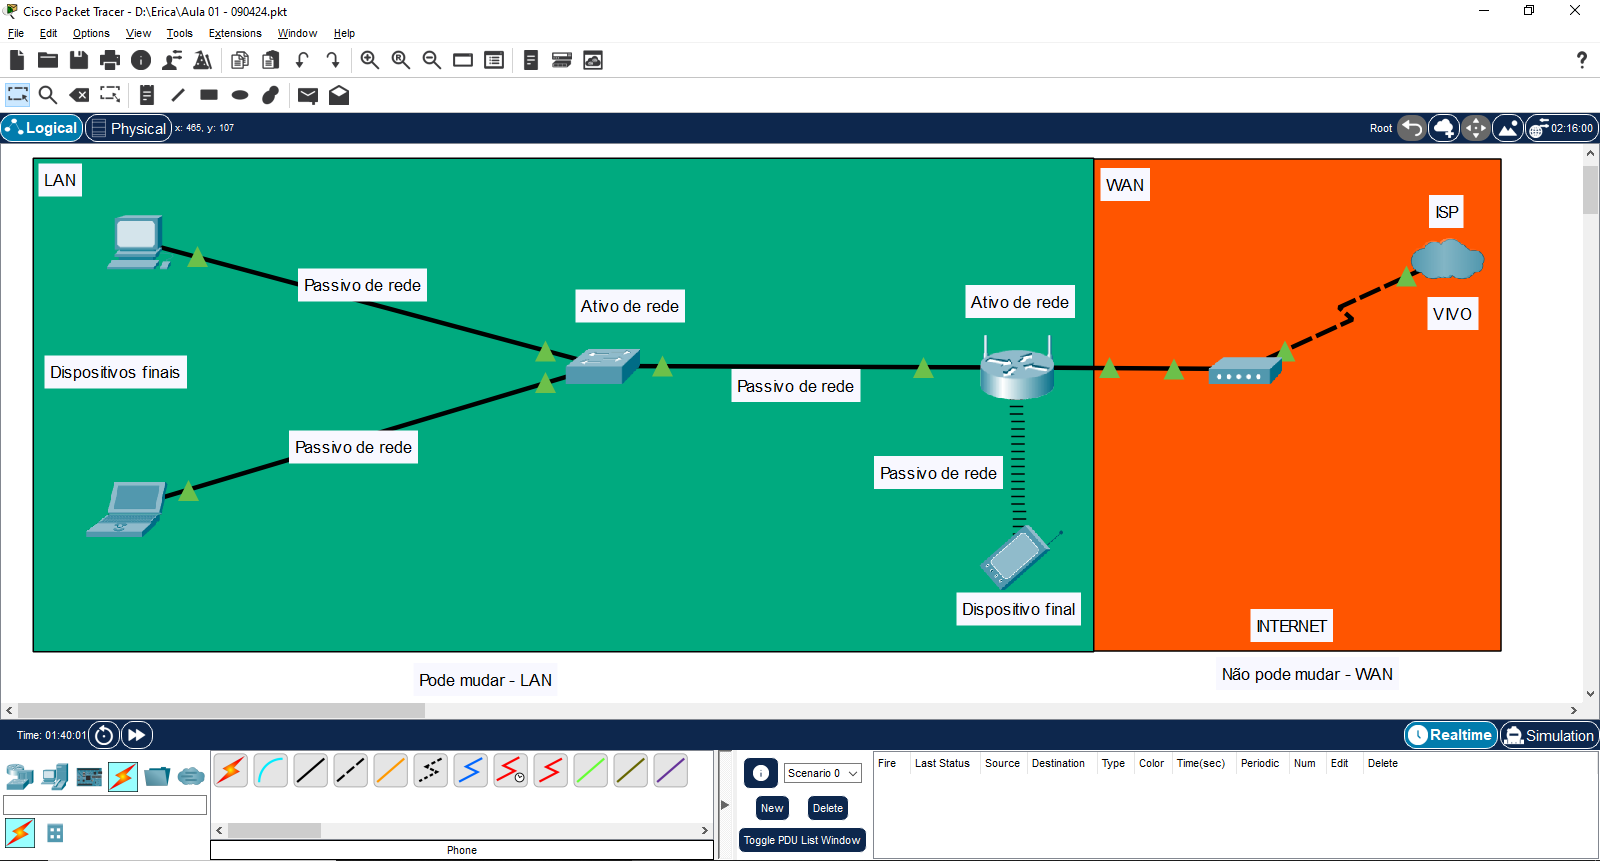 Cisco Packet Tracer - D:\Erica\Aula 01 - 090424.pkt
File Edit Options View Tools Extensions Window Help
?
Logical Physical x: 465, y: 107 Root 02:16:00
LAN
WAN
ISP
Passivo de rede
Ativo de rede
Ativo de rede
VIVO
Dispositivos finais
Passivo de rede
Passivo de rede
Passivo de rede
Dispositivo final
INTERNET
Pode mudar - LAN
Não pode mudar - WAN
Time: 01:40:01 Realtime Simulation
Scenario 0
New Delete
Toggle PDU List Window
Fire Last Status Source Destination Type Color Time(sec) Periodic Num Edit Delete
Phone